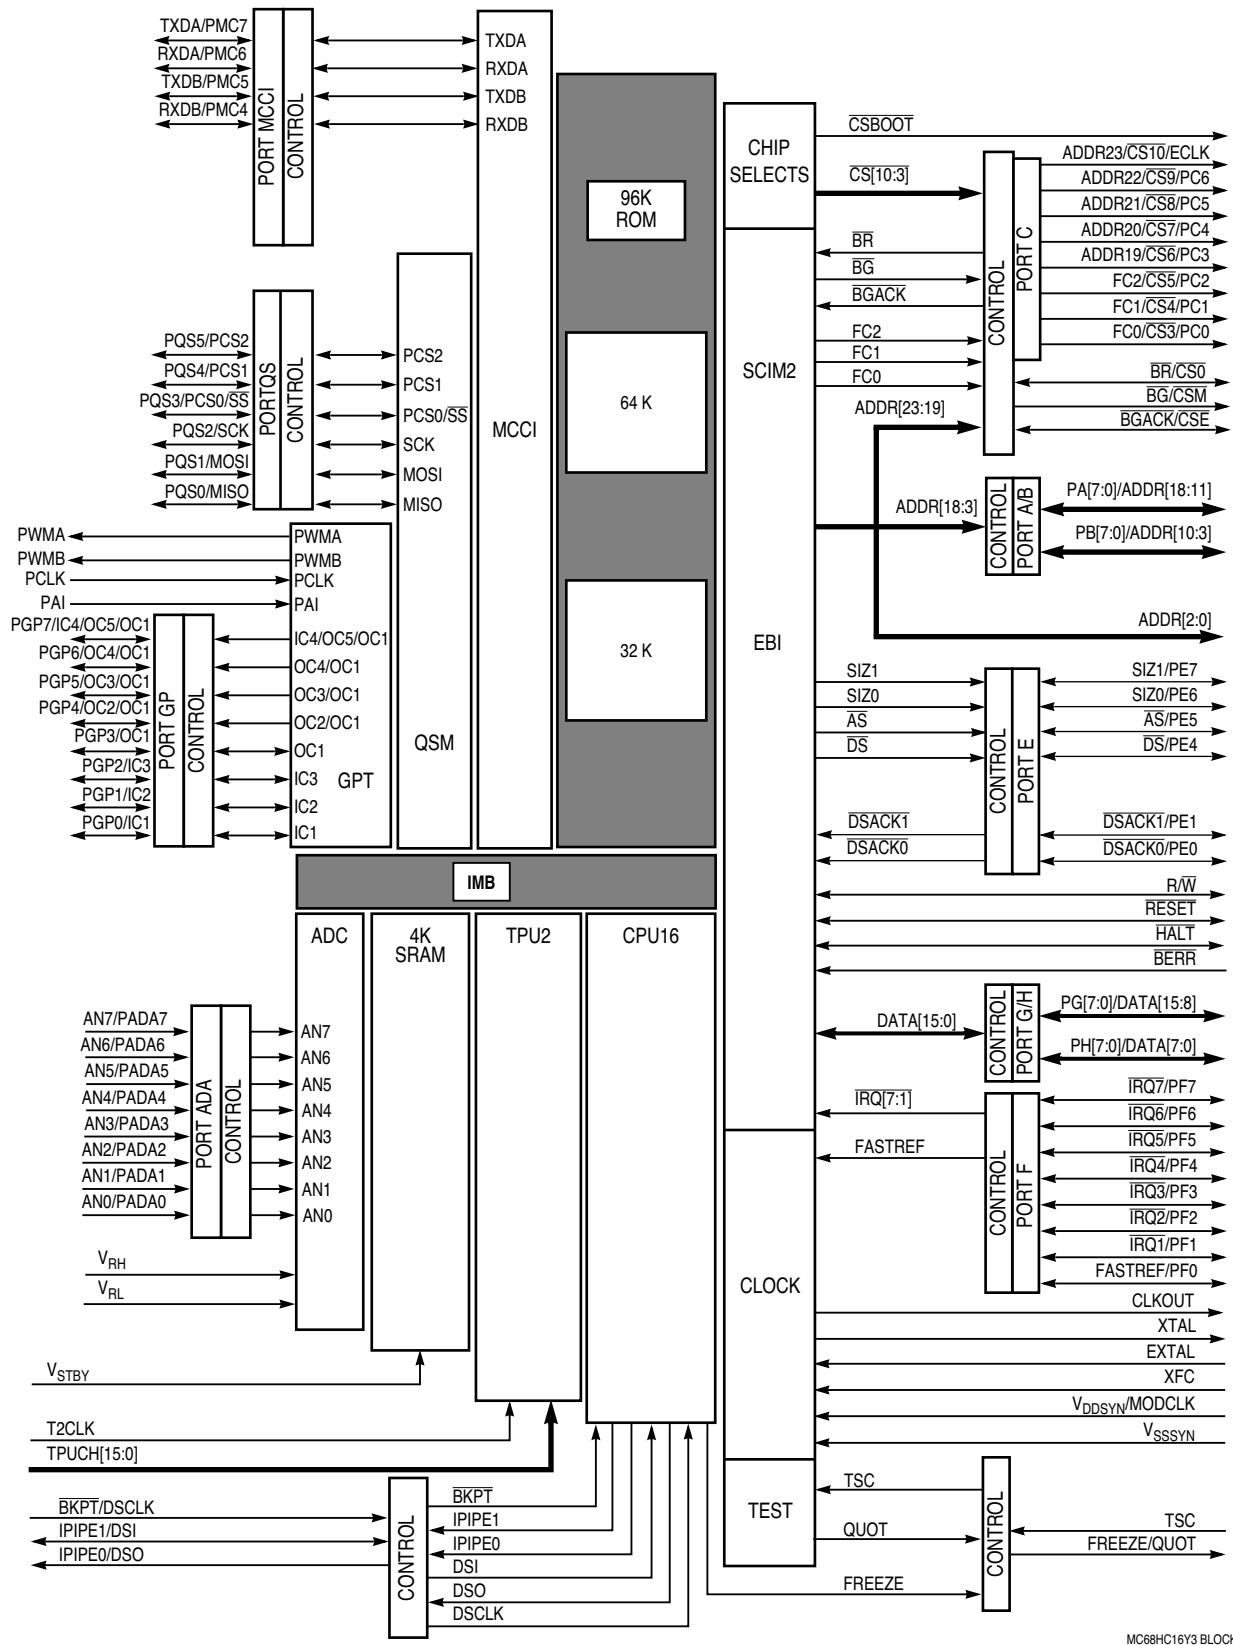 TXDA/PMC7
RXDA/PMC6
TXDB/PMC5
RXDB/PMC4
PORT MCCI
CONTROL
TXDA
RXDA
TXDB
RXDB
MCCI
PQS5/PCS2
PQS4/PCS1
PQS3/PCS0/SS
PQS2/SCK
PQS1/MOSI
PQS0/MISO
PORTQS
CONTROL
PCS2
PCS1
PCS0/SS
SCK
MOSI
MISO
QSM
PWMA
PWMB
PCLK
PAI
PGP7/IC4/OC5/OC1
PGP6/OC4/OC1
PGP5/OC3/OC1
PGP4/OC2/OC1
PGP3/OC1
PGP2/IC3
PGP1/IC2
PGP0/IC1
PORT GP
CONTROL
PWMA
PWMB
PCLK
PAI
IC4/OC5/OC1
OC4/OC1
OC3/OC1
OC2/OC1
OC1
IC3
IC2
IC1
GPT
96K
ROM
64 K
32 K
IMB
ADC
4K
SRAM
TPU2
CPU16
AN7/PADA7
AN6/PADA6
AN5/PADA5
AN4/PADA4
AN3/PADA3
AN2/PADA2
AN1/PADA1
AN0/PADA0
PORT ADA
CONTROL
AN7
AN6
AN5
AN4
AN3
AN2
AN1
AN0
VRH
VRL
VSTBY
T2CLK
TPUCH[15:0]
BKPT/DSCLK
IPIPE1/DSI
IPIPE0/DSO
CONTROL
BKPT
IPIPE1
IPIPE0
DSI
DSO
DSCLK
CHIP
SELECTS
SCIM2
EBI
CLOCK
TEST
CSBOOT
CS[10:3]
BR
BG
BGACK
FC2
FC1
FC0
ADDR[23:19]
CONTROL
PORT C
ADDR23/CS10/ECLK
ADDR22/CS9/PC6
ADDR21/CS8/PC5
ADDR20/CS7/PC4
ADDR19/CS6/PC3
FC2/CS5/PC2
FC1/CS4/PC1
FC0/CS3/PC0
BR/CS0
BG/CSM
BGACK/CSE
ADDR[18:3]
CONTROL
PORT A/B
PA[7:0]/ADDR[18:11]
PB[7:0]/ADDR[10:3]
ADDR[2:0]
SIZ1
SIZ0
AS
DS
DSACK1
DSACK0
CONTROL
PORT E
SIZ1/PE7
SIZ0/PE6
AS/PE5
DS/PE4
DSACK1/PE1
DSACK0/PE0
R/W
RESET
HALT
BERR
DATA[15:0]
CONTROL
PORT G/H
PG[7:0]/DATA[15:8]
PH[7:0]/DATA[7:0]
IRQ[7:1]
FASTREF
CONTROL
PORT F
IRQ7/PF7
IRQ6/PF6
IRQ5/PF5
IRQ4/PF4
IRQ3/PF3
IRQ2/PF2
IRQ1/PF1
FASTREF/PF0
CLKOUT
XTAL
EXTAL
XFC
VDDSYN/MODCLK
VSSSYN
TSC
QUOT
FREEZE
CONTROL
TSC
FREEZE/QUOT
MC68HC16Y3 BLOCK